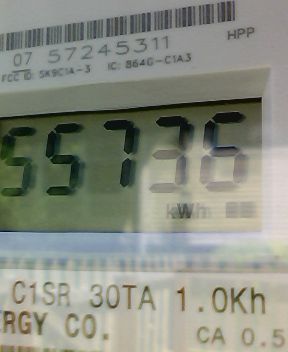 HPP
07 57245311
FCC ID: SK9C1A-3 IC: 864G-C1A3
55736
kWh
C1SR 30TA 1.0Kh
RGY CO.
CA 0.5